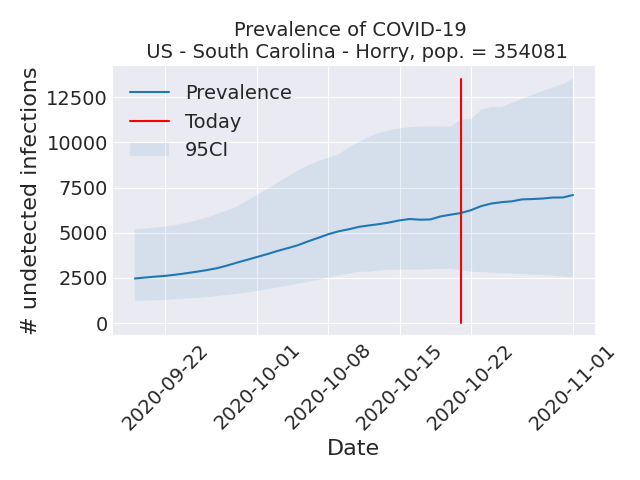 Prevalence of COVID-19
US - South Carolina - Horry, pop. = 354081
# undetected infections
12500
10000
7500
5000
2500
0
Prevalence
Today
95CI
2020-09-22
2020-10-01
2020-10-08
2020-10-15
2020-10-22
2020-11-01
Date